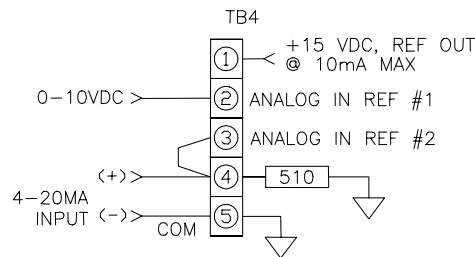 TB4
1
+15 VDC, REF OUT
@ 10mA MAX
0-10VDC
2
ANALOG IN REF #1
3
ANALOG IN REF #2
(+)
4
510
4-20MA
INPUT (-)
COM
5